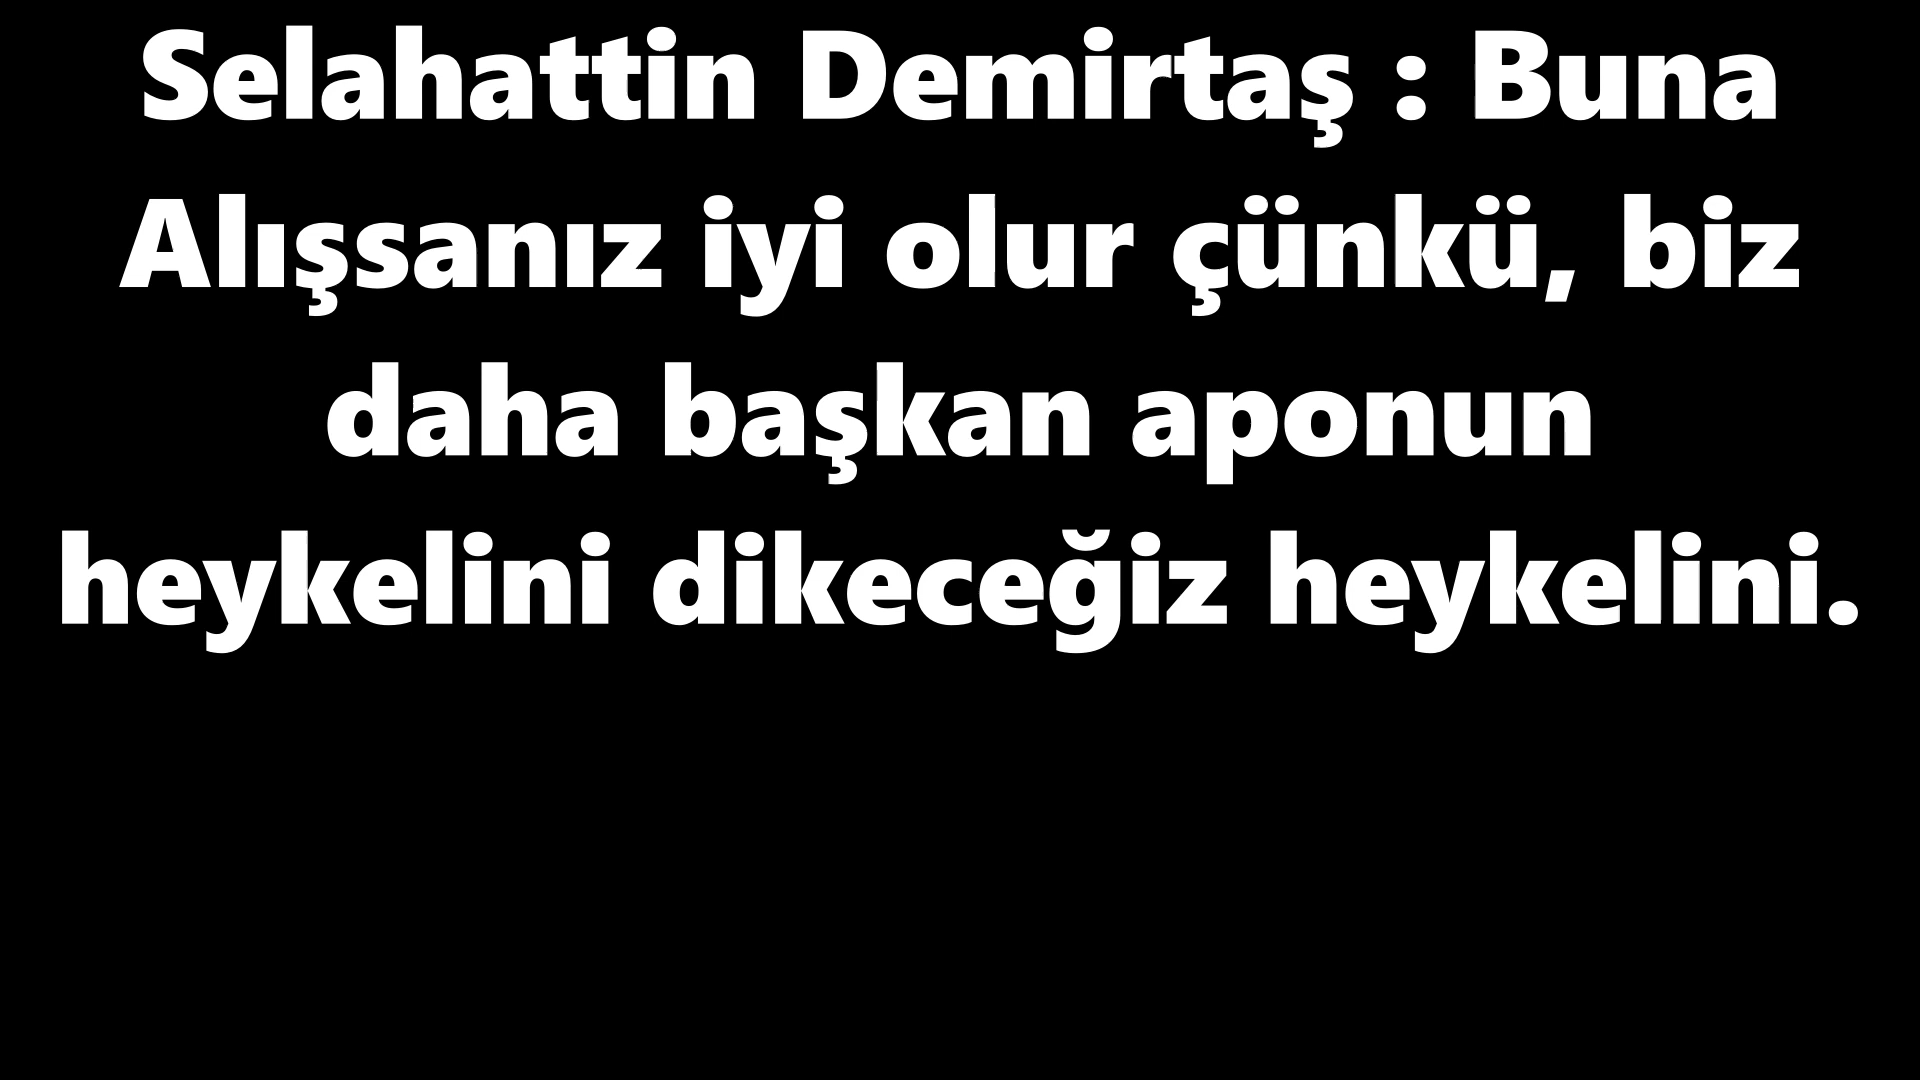 Selahattin Demirtaş : Buna
Alışsanız iyi olur çünkü, biz
daha başkan aponun
heykelini dikeceğiz heykelini.